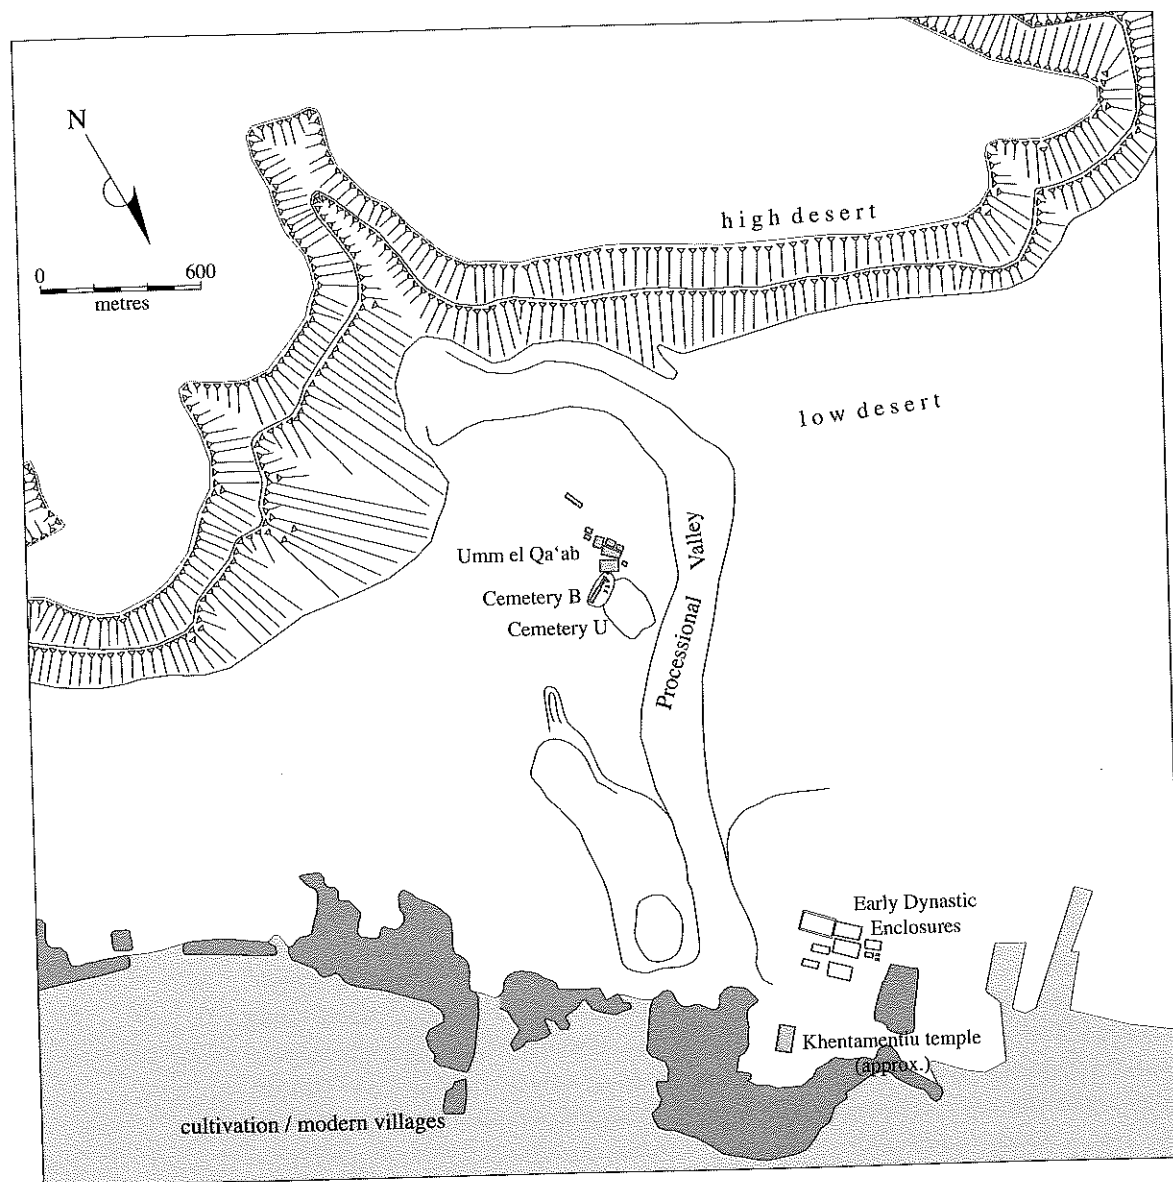 N
high desert
0 600
metres
low desert
Processional Valley
Umm el Qa‘ab
Cemetery B
Cemetery U
Early Dynastic
Enclosures
Khentamentiu temple
(approx.)
cultivation / modern villages